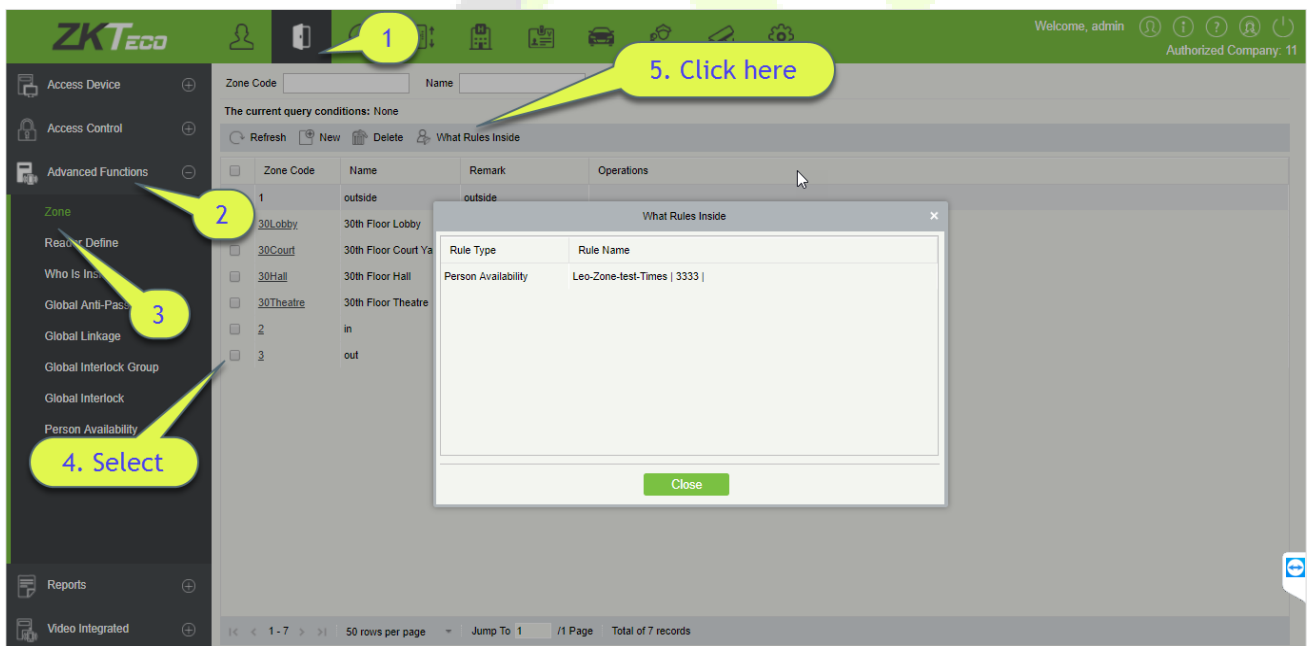 ZKTeco
1
Welcome, admin
Authorized Company: 11
Access Device
Zone Code
Name
5. Click here
Access Control
The current query conditions: None
Refresh New Delete What Rules Inside
Advanced Functions
Zone Code Name Remark Operations
1 outside outside
Zone
2
What Rules Inside
30Lobby 30th Floor Lobby
Reader Define
30Court 30th Floor Court Ya
Rule Type Rule Name
Who Is Ins
30Hall 30th Floor Hall
Person Availability Leo-Zone-test-Times | 3333 |
Global Anti-Pass
3
30Theatre 30th Floor Theatre
Global Linkage
2 in
3 out
Global Interlock Group
Global Interlock
Person Availability
4. Select
Close
Reports
Video Integrated
1 - 7 50 rows per page Jump To 1 /1 Page Total of 7 records